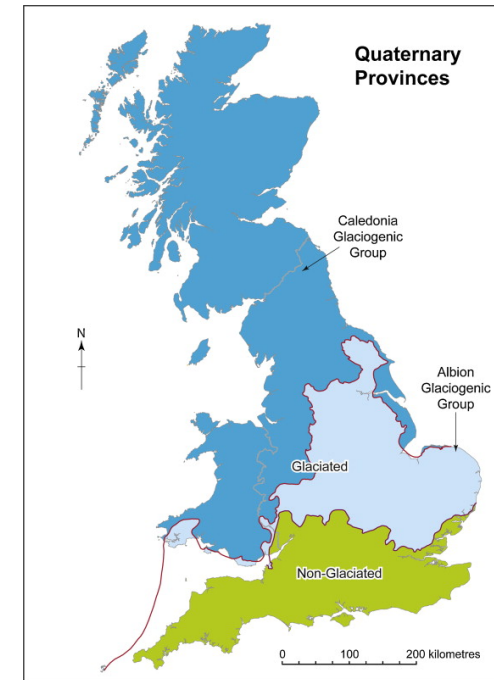 Quaternary
Provinces
Caledonia
Glaciogenic
Group
N
Albion
Glaciogenic
Group
Glaciated
Non-Glaciated
0 100 200 kilometres